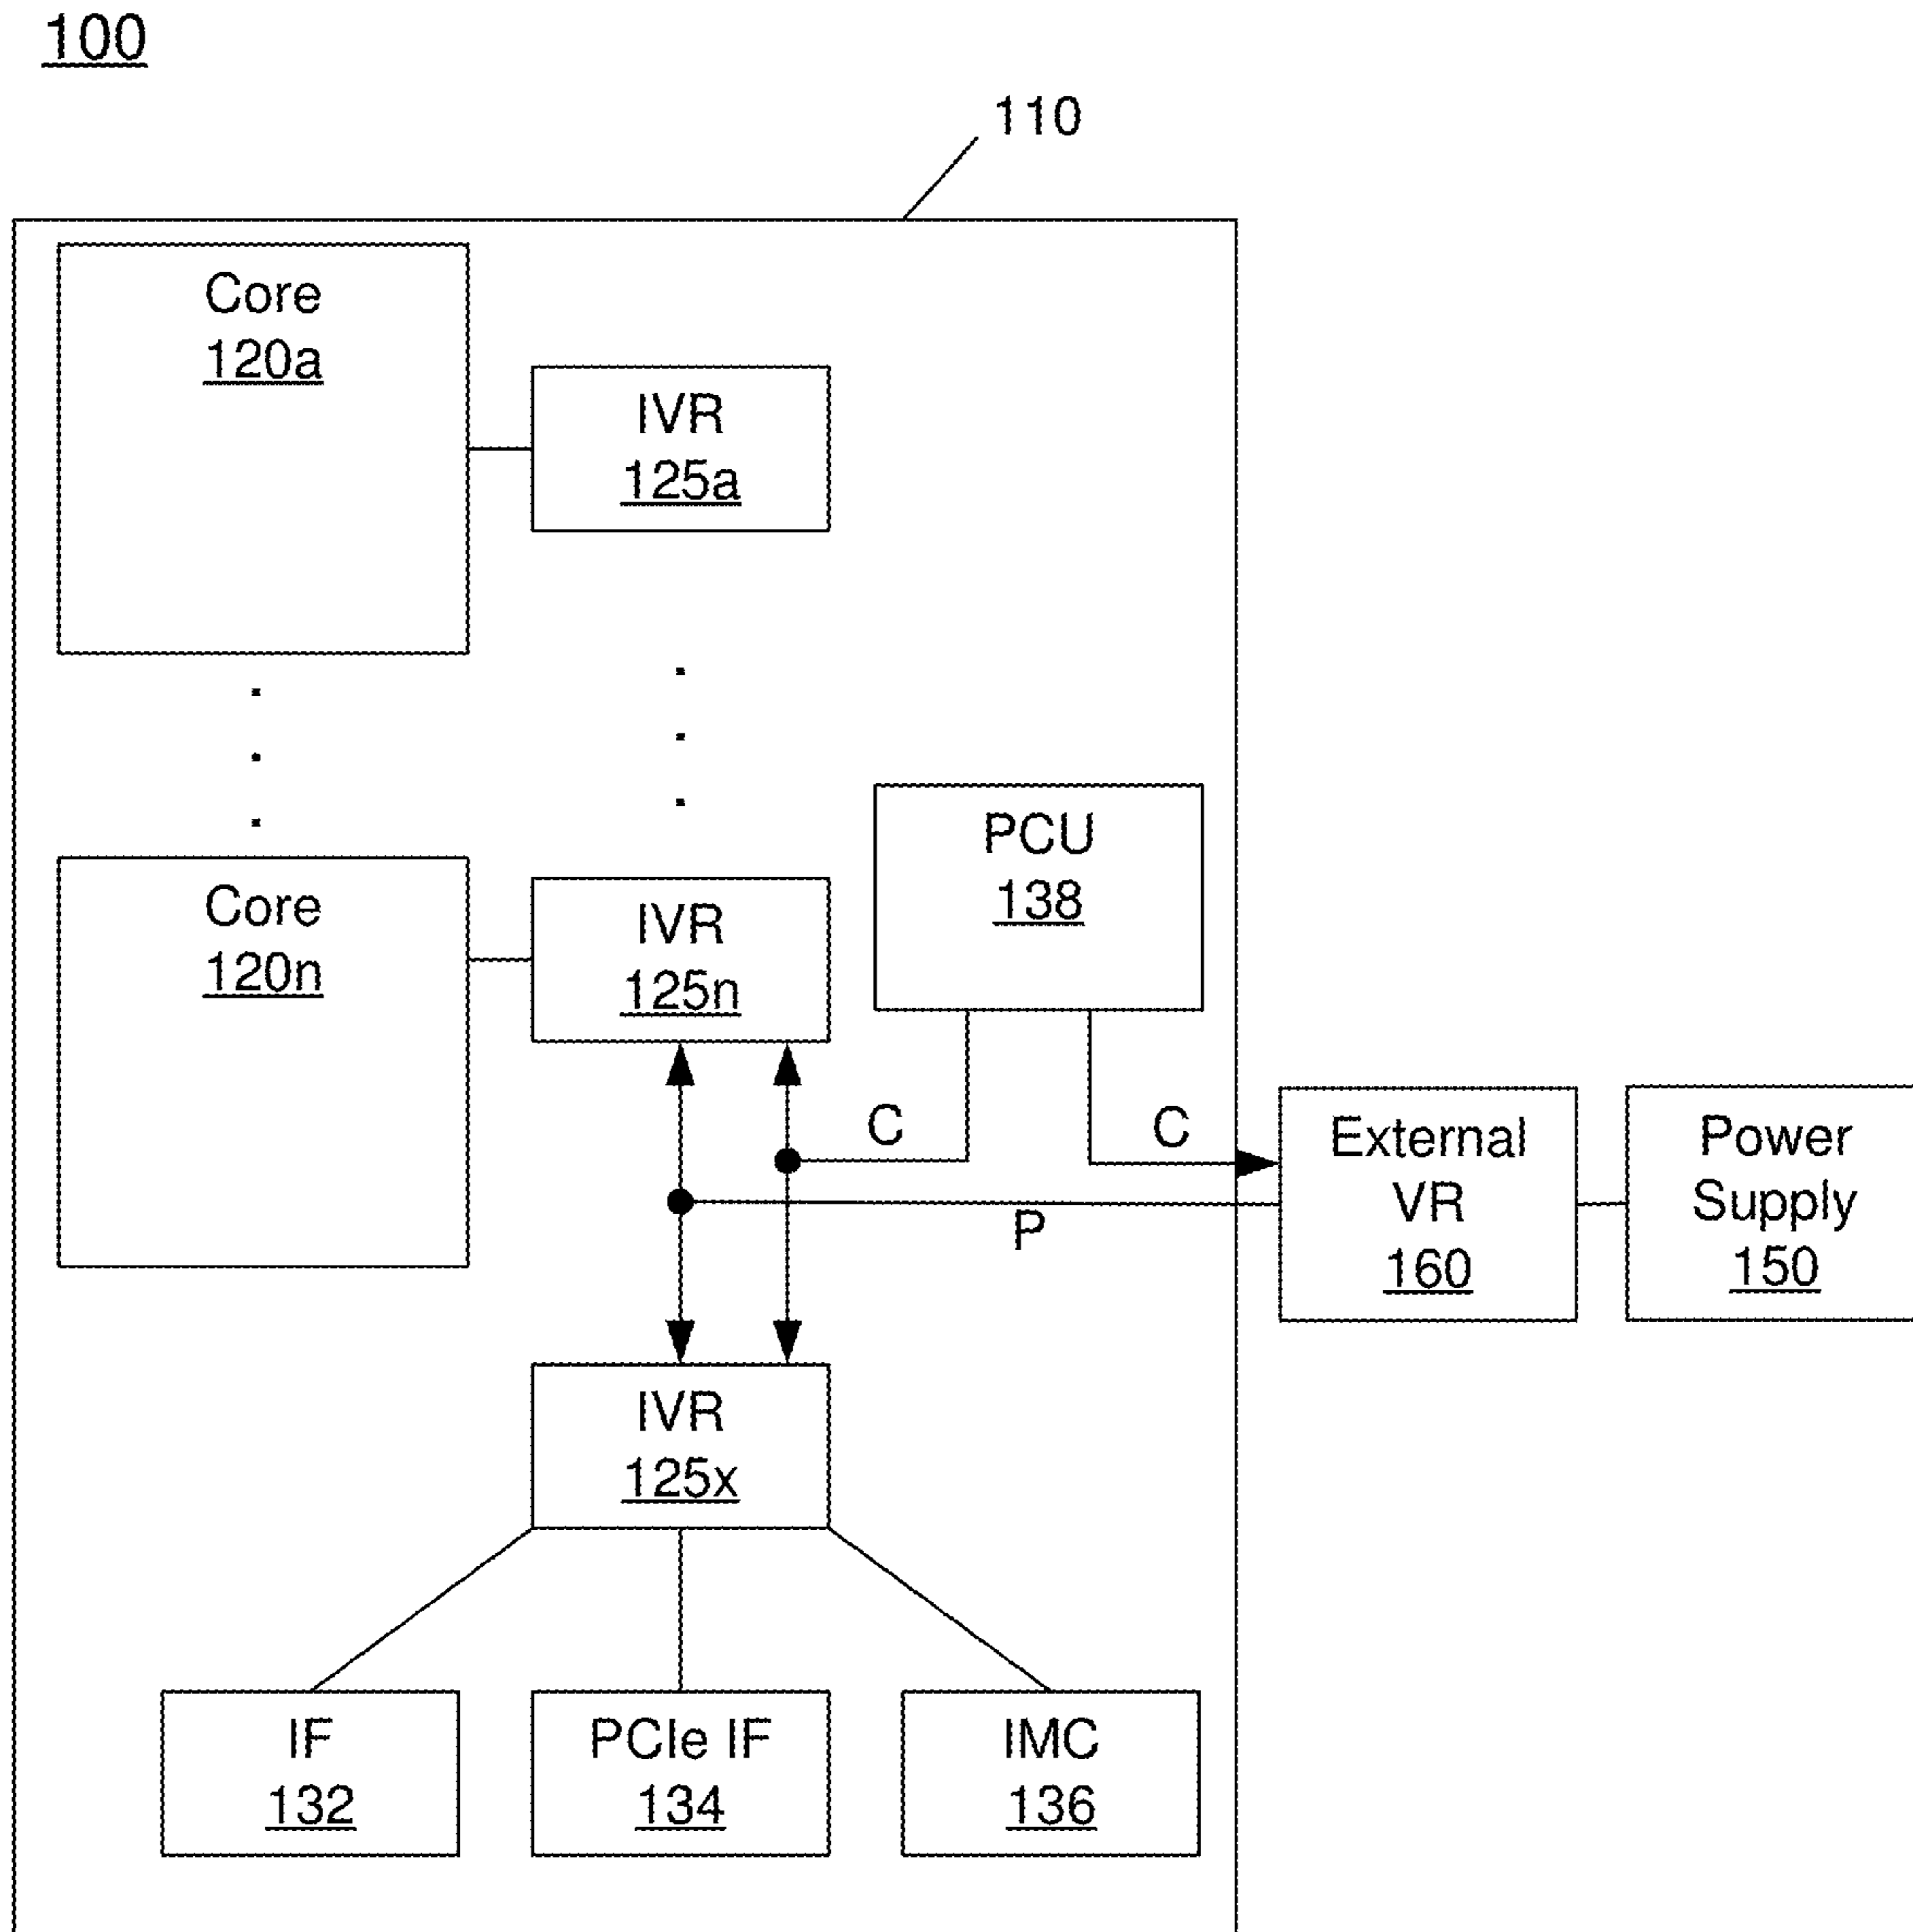 100
110
Core
120a
IVR
125a
PCU
138
Core
120n
IVR
125n
C
C
External
VR
160
Power
Supply
150
P
IVR
125x
IF
132
PCIe IF
134
IMC
136